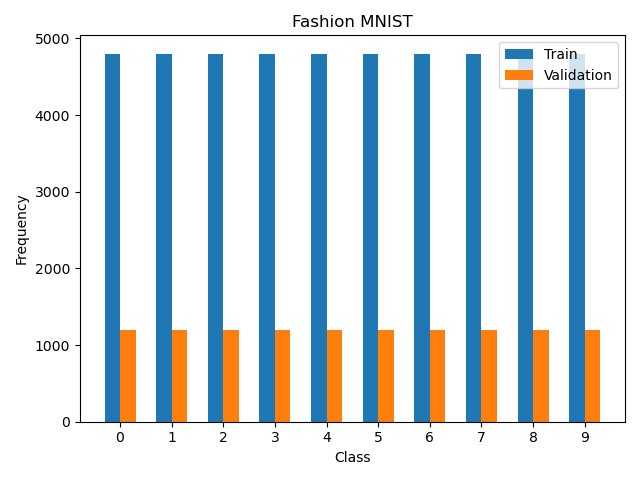 Fashion MNIST
Train
Validation
5000
4000
3000
2000
1000
0
Frequency
0 1 2 3 4 5 6 7 8 9
Class